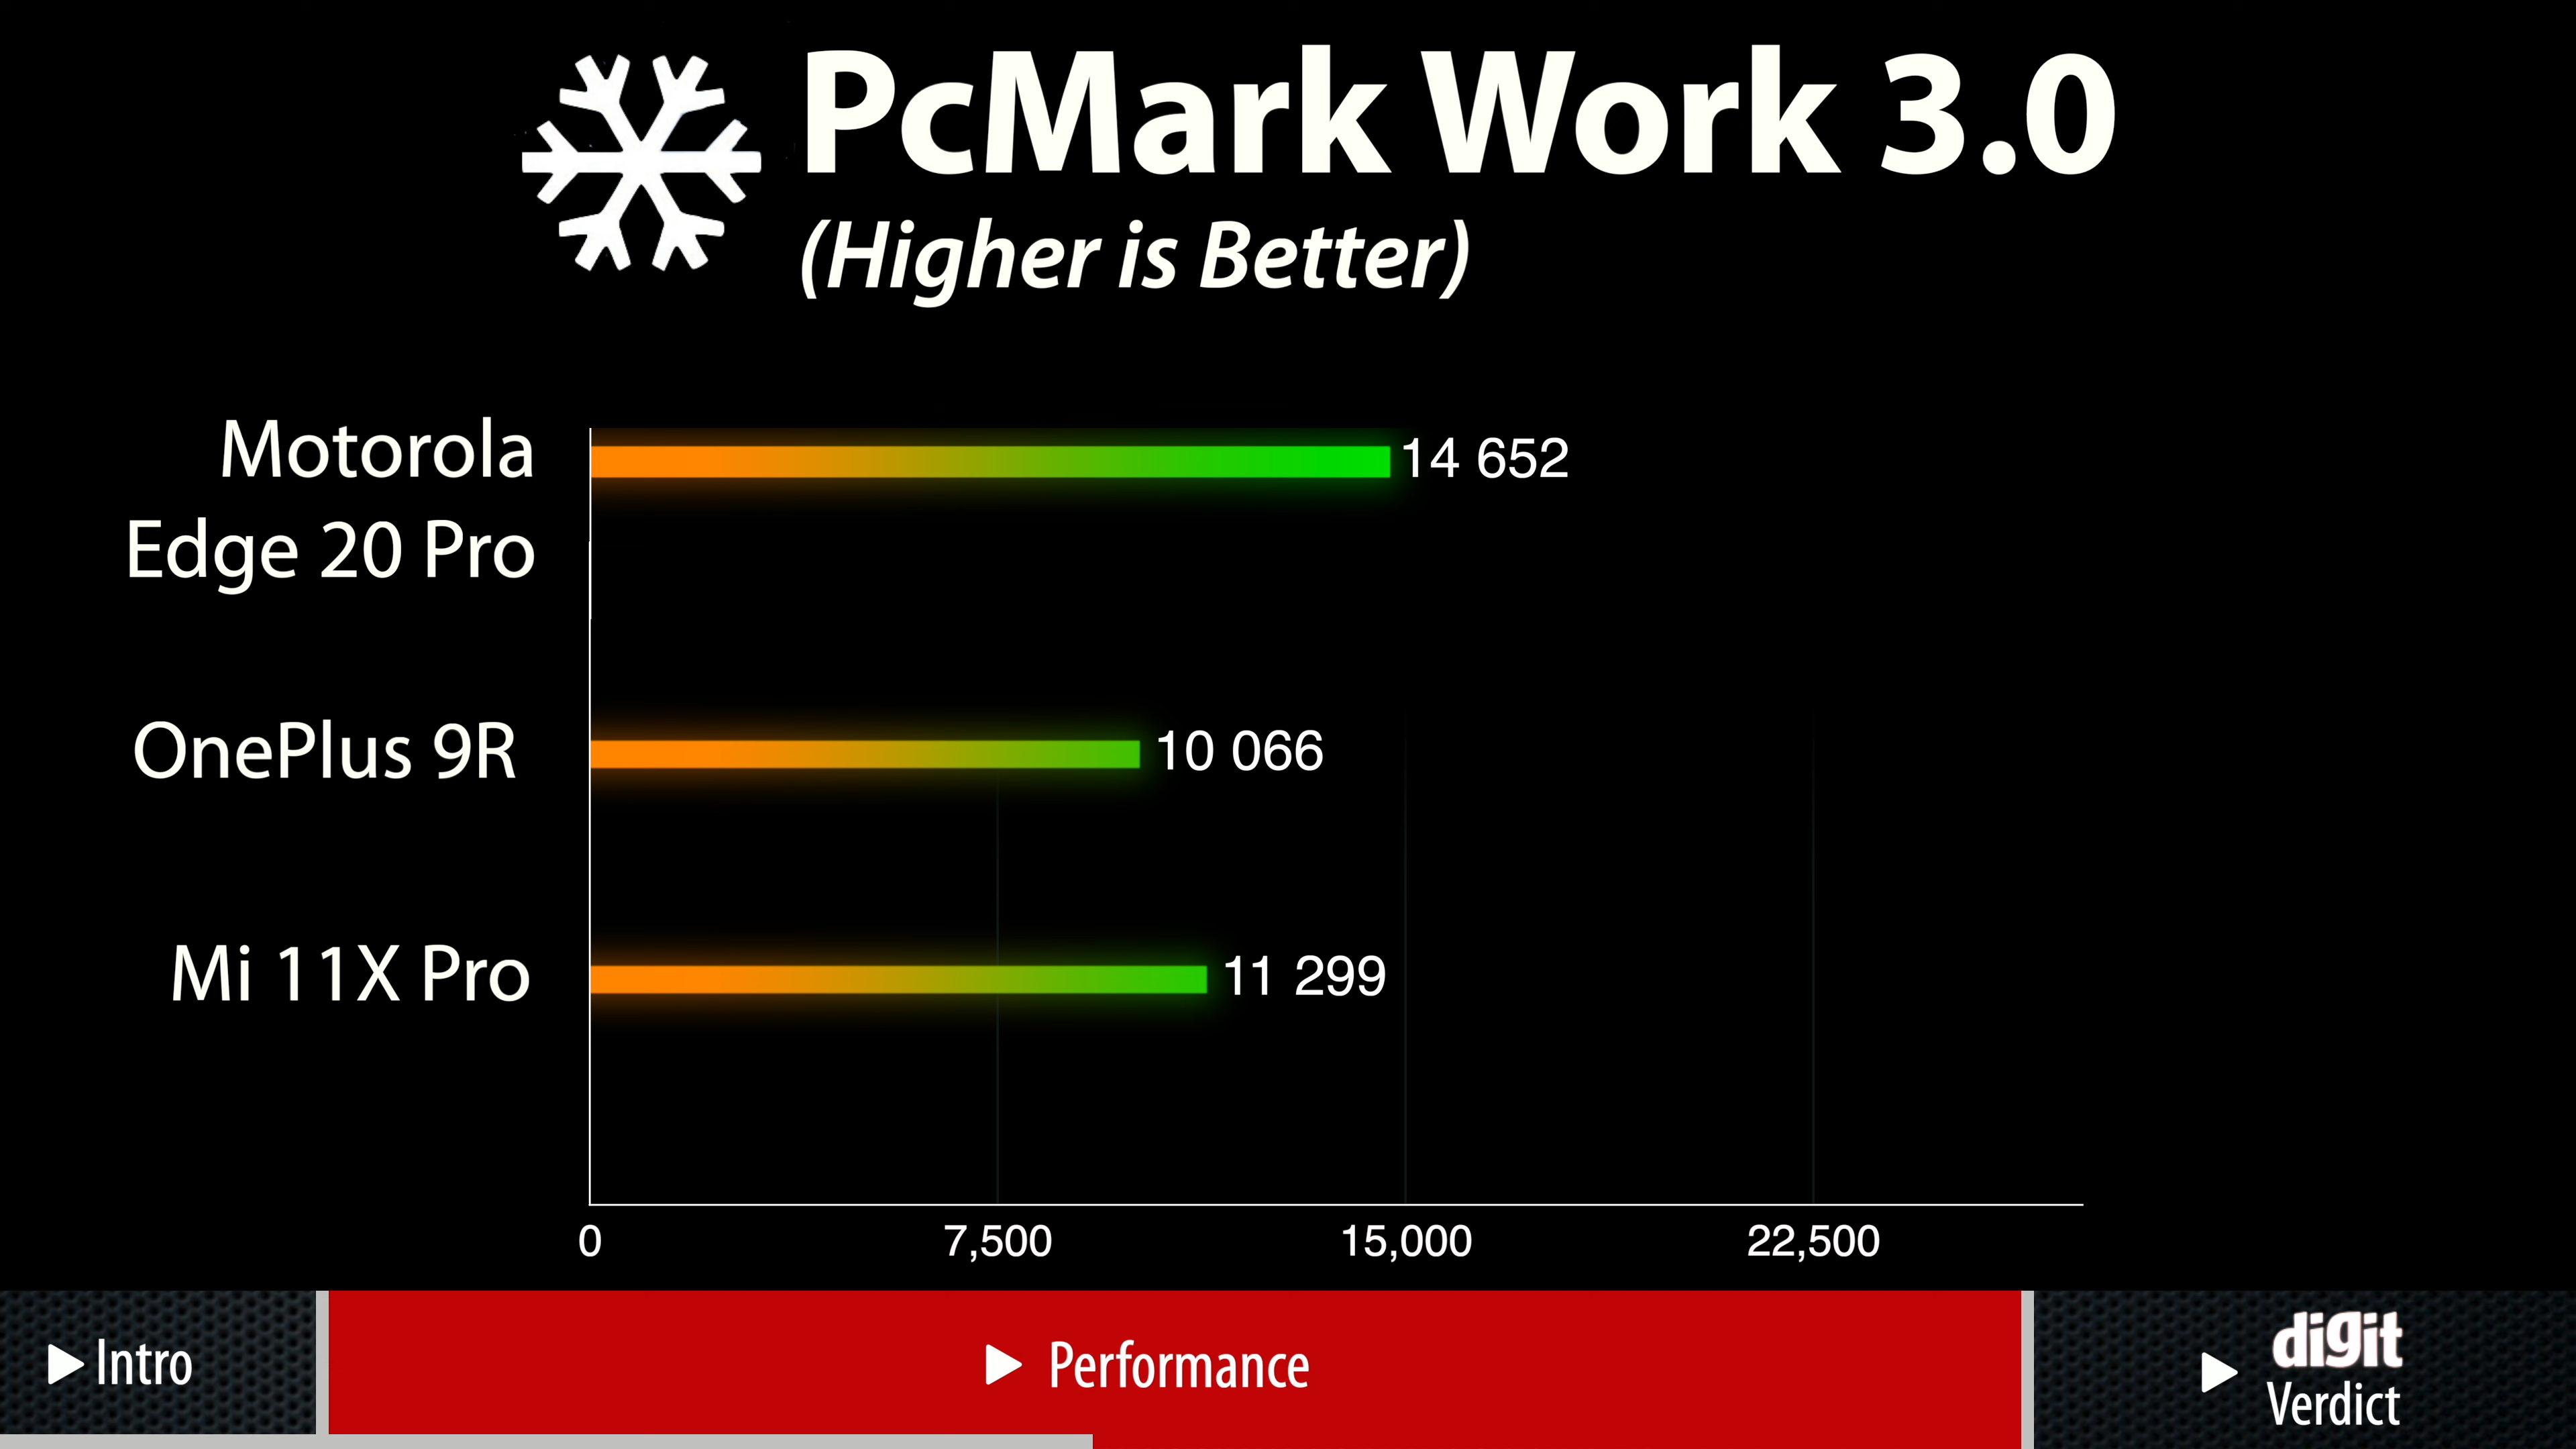 PcMark Work 3.0
(Higher is Better)
Motorola
Edge 20 Pro
14 652
OnePlus 9R
10 066
Mi 11X Pro
11 299
0
7,500
15,000
22,500
Intro
Performance
digit
Verdict